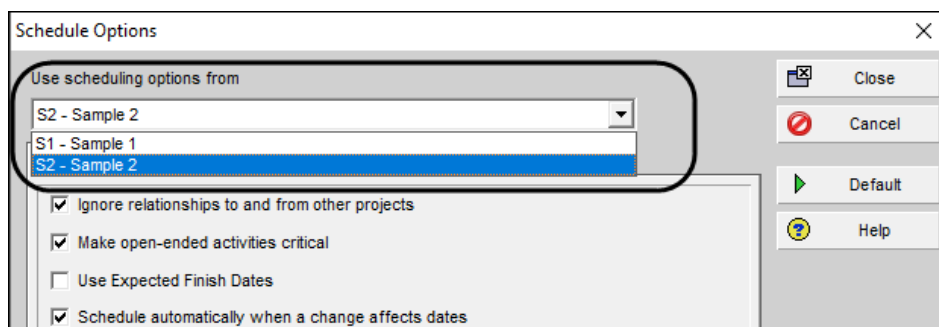 Schedule Options
Use scheduling options from
S2 - Sample 2
S1 - Sample 1
S2 - Sample 2
Ignore relationships to and from other projects
Make open-ended activities critical
Use Expected Finish Dates
Schedule automatically when a change affects dates
Close
Cancel
Default
Help